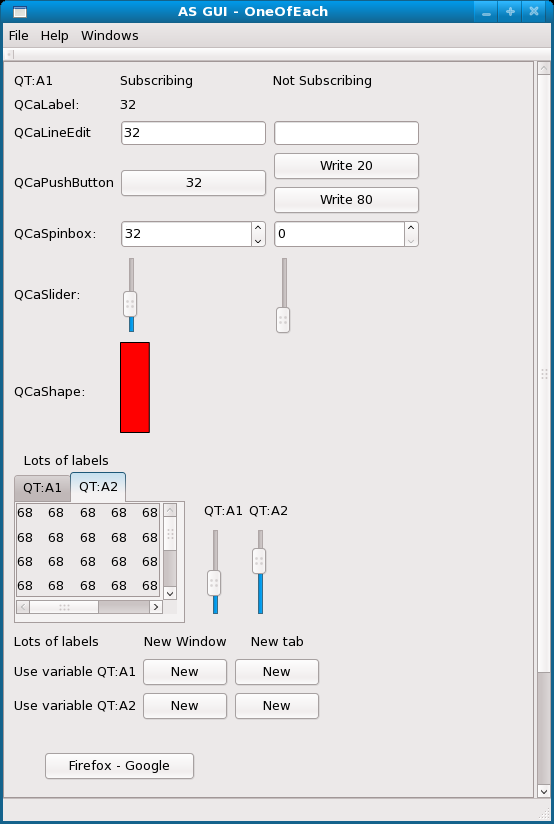 AS GUI - OneOfEach
File Help Windows
QT:A1 Subscribing Not Subscribing
QCaLabel: 32
QCaLineEdit 32
Write 20
QCaPushButton 32
Write 80
QCaSpinbox: 32 0
QCaSlider:
QCaShape:
Lots of labels
QT:A1 QT:A2
QT:A1 QT:A2
68 68 68 68 68
68 68 68 68 68
68 68 68 68 68
68 68 68 68 68
Lots of labels New Window New tab
Use variable QT:A1 New New
Use variable QT:A2 New New
Firefox - Google